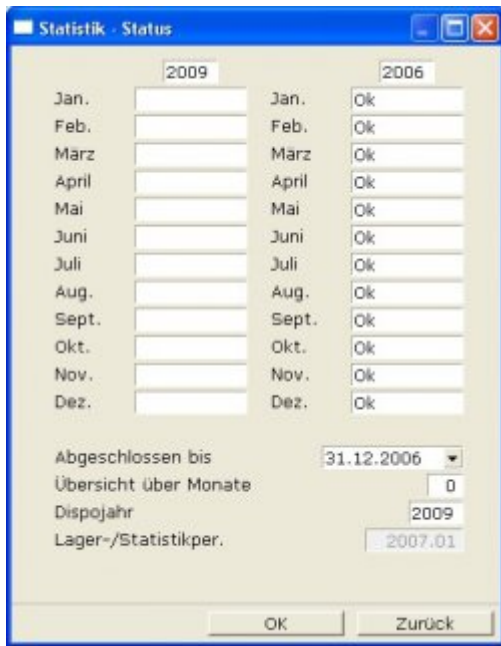 Statistik - Status
2009 2006
Jan. Jan. Ok
Feb. Feb. Ok
März März Ok
April April Ok
Mai Mai Ok
Juni Juni Ok
Juli Juli Ok
Aug. Aug. Ok
Sept. Sept. Ok
Okt. Okt. Ok
Nov. Nov. Ok
Dez. Dez. Ok
Abgeschlossen bis 31.12.2006
Übersicht über Monate 0
Dispojahr 2009
Lager-/Statistikper. 2007.01
OK Zurück